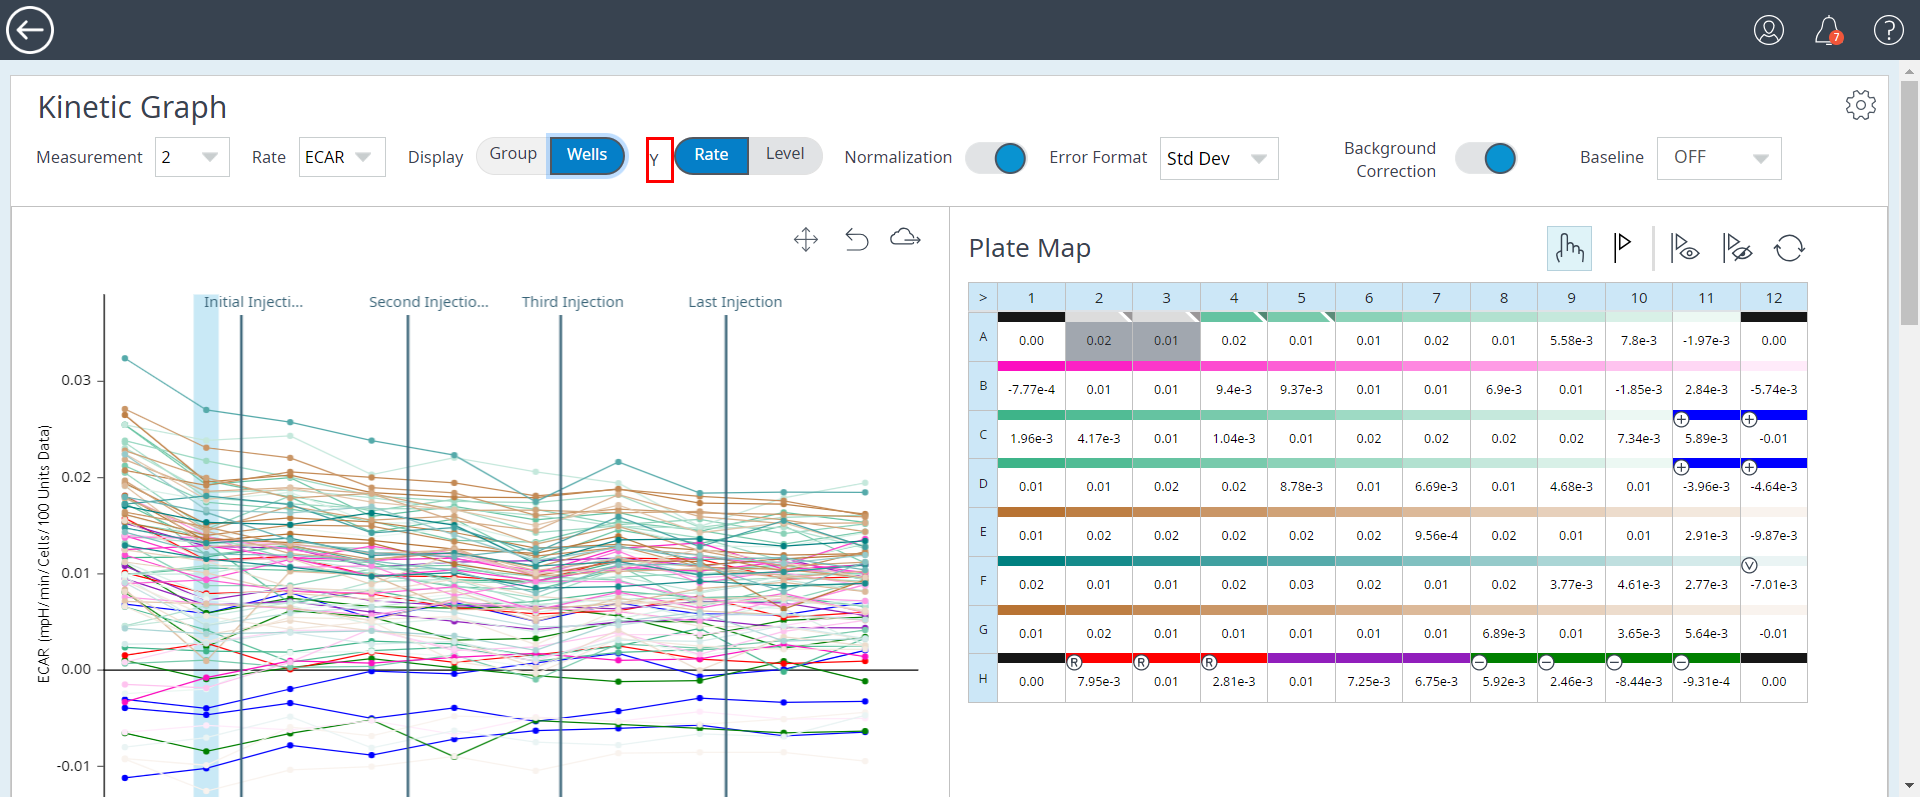 7
Kinetic Graph
Measurement 2 Rate ECAR Display Group Wells Y Rate Level Normalization Error Format Std Dev Background Correction Baseline OFF
Plate Map
Initial Injecti... Second Injectio... Third Injection Last Injection
ECAR (mpH/min/Cells/100 Units Data)
0.03
0.02
0.01
0.00
-0.01
> 1 2 3 4 5 6 7 8 9 10 11 12
A 0.00 0.02 0.01 0.02 0.01 0.01 0.02 0.01 5.58e-3 7.8e-3 -1.97e-3 0.00
B -7.77e-4 0.01 0.01 9.4e-3 9.37e-3 0.01 0.01 6.9e-3 0.01 -1.85e-3 2.84e-3 -5.74e-3
C 1.96e-3 4.17e-3 0.01 1.04e-3 0.01 0.02 0.02 0.02 0.02 7.34e-3 5.89e-3 -0.01
D 0.01 0.01 0.02 0.02 8.78e-3 0.01 6.69e-3 0.01 4.68e-3 0.01 -3.96e-3 -4.64e-3
E 0.01 0.02 0.02 0.02 0.02 0.02 9.56e-4 0.02 0.01 0.01 2.91e-3 -9.87e-3
V
F 0.02 0.01 0.01 0.02 0.03 0.02 0.01 0.02 3.77e-3 4.61e-3 2.77e-3 -7.01e-3
G 0.01 0.02 0.01 0.01 0.01 0.01 0.01 6.89e-3 0.01 3.65e-3 5.64e-3 -0.01
R R R
H 0.00 7.95e-3 0.01 2.81e-3 0.01 7.25e-3 6.75e-3 5.92e-3 2.46e-3 -8.44e-3 -9.31e-4 0.00